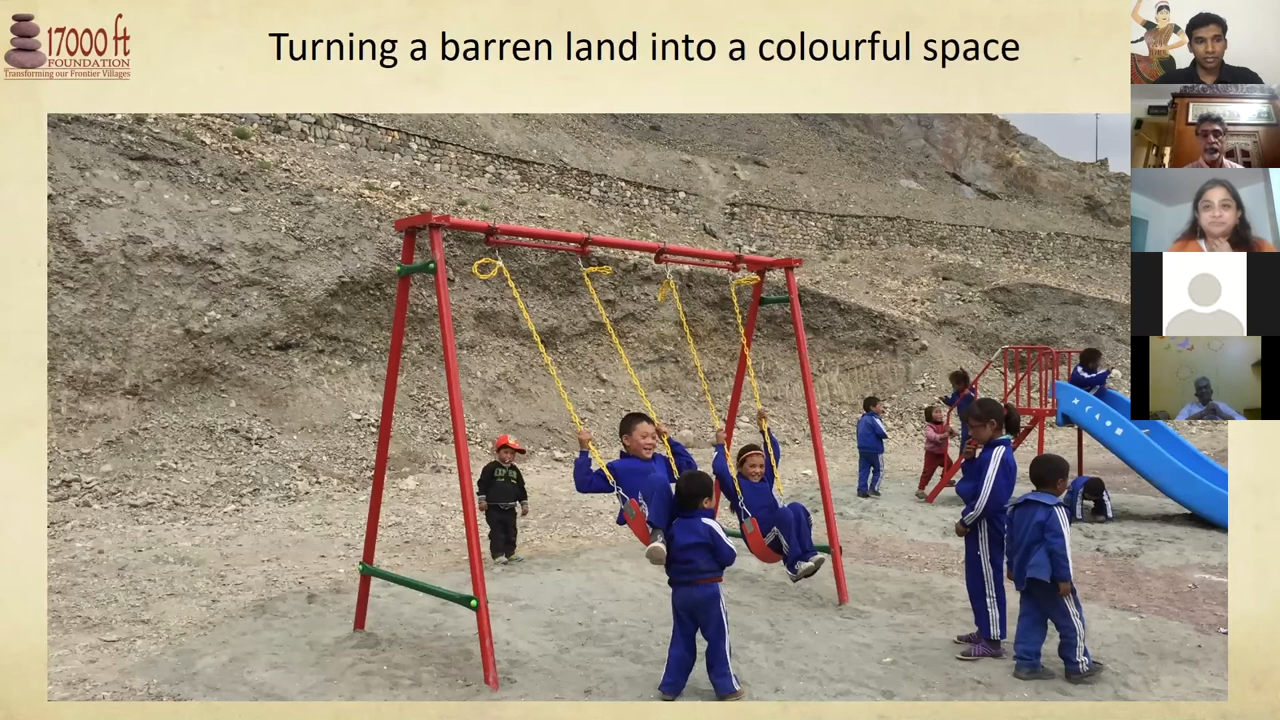 17000 ft
FOUNDATION
Transforming our Frontier Villages
Turning a barren land into a colourful space